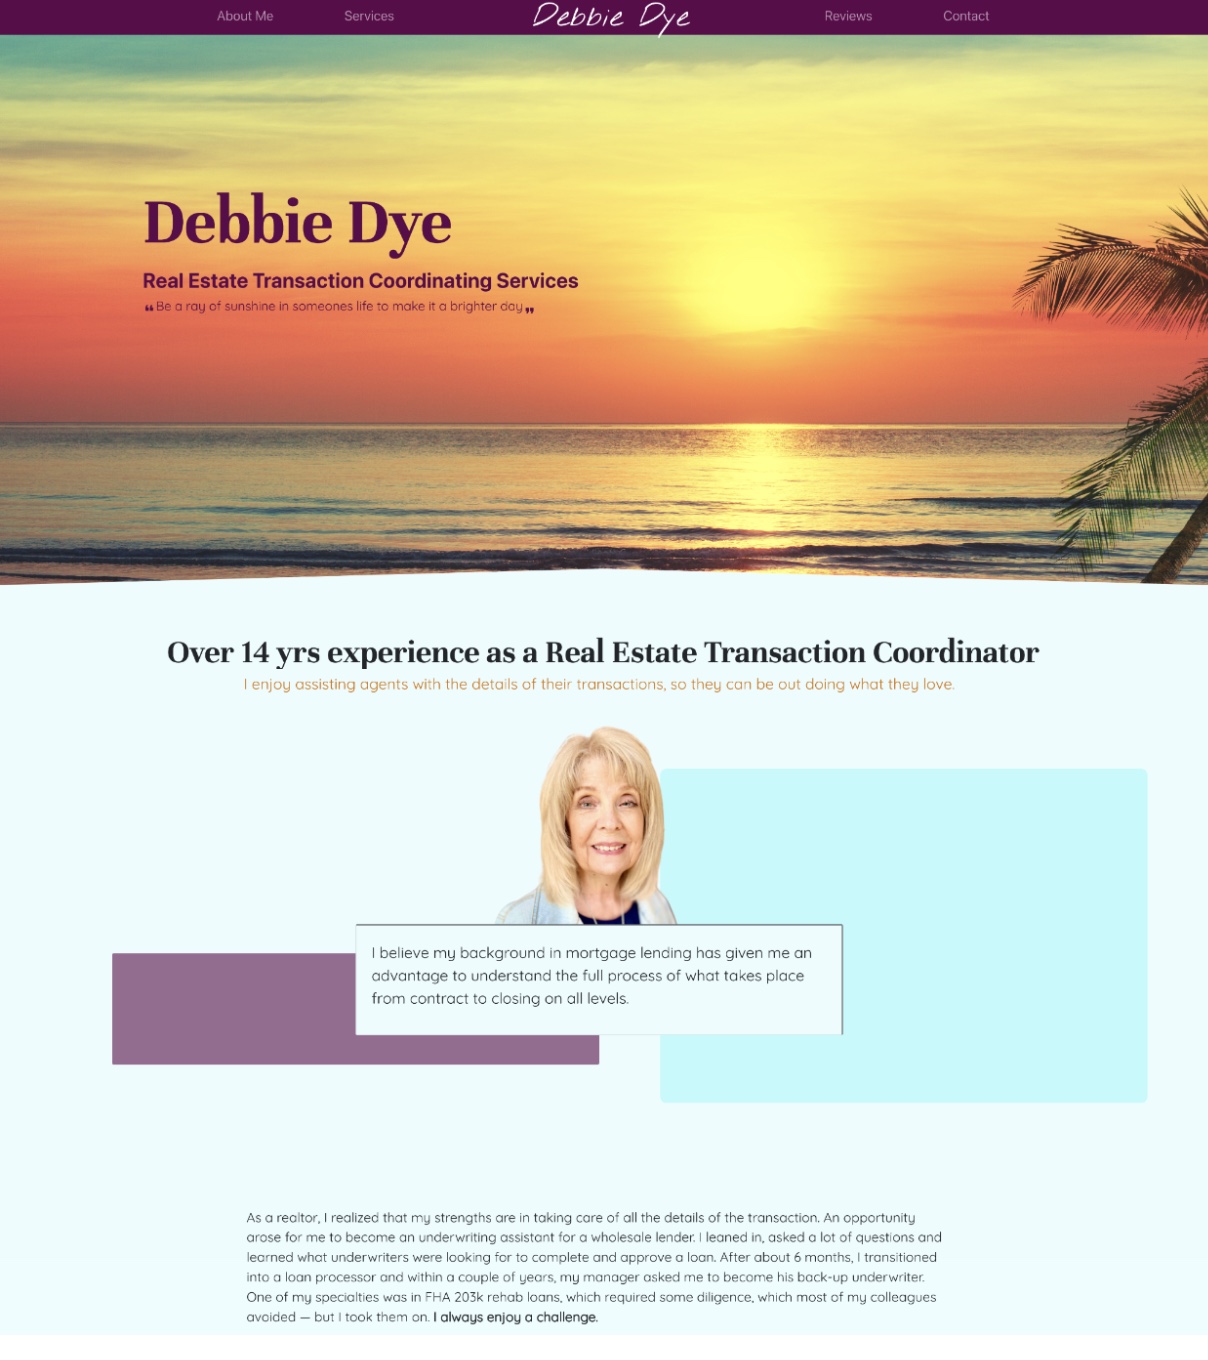 About Me
Services
Debbie Dye
Reviews
Contact
Debbie Dye
Real Estate Transaction Coordinating Services
❝ Be a ray of sunshine in someones life to make it a brighter day ❞
Over 14 yrs experience as a Real Estate Transaction Coordinator
I enjoy assisting agents with the details of their transactions, so they can be out doing what they love.
I believe my background in mortgage lending has given me an
advantage to understand the full process of what takes place
from contract to closing on all levels.
As a realtor, I realized that my strengths are in taking care of all the details of the transaction. An opportunity
arose for me to become an underwriting assistant for a wholesale lender. I leaned in, asked a lot of questions and
learned what underwriters were looking for to complete and approve a loan. After about 6 months, I transitioned
into a loan processor and within a couple of years, my manager asked me to become his back-up underwriter.
One of my specialties was in FHA 203k rehab loans, which required some diligence, which most of my colleagues
avoided — but I took them on. I always enjoy a challenge.